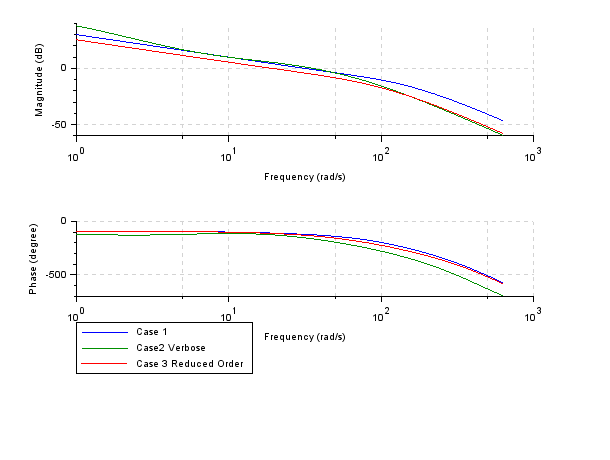 Magnitude (dB)
0
-50
10^0
10^1
10^2
10^3
Frequency (rad/s)
Phase (degree)
0
-500
10^0
10^1
10^2
10^3
Frequency (rad/s)
Case 1
Case2 Verbose
Case 3 Reduced Order